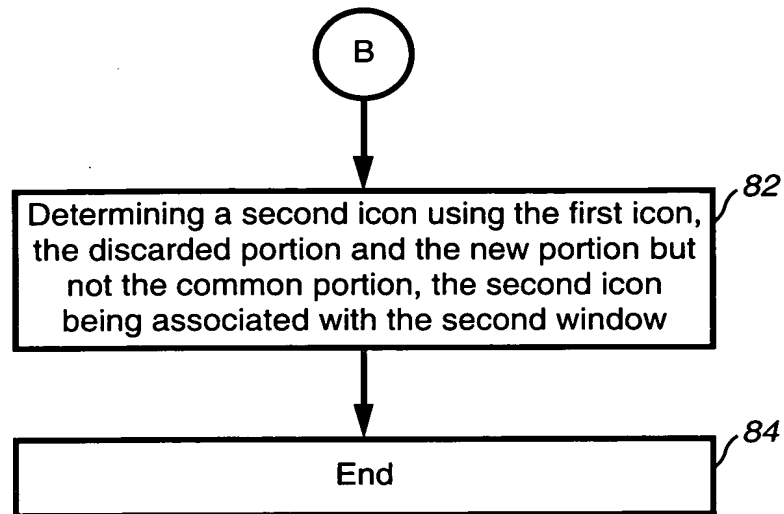 B
82
Determining a second icon using the first icon,
the discarded portion and the new portion but
not the common portion, the second icon
being associated with the second window
84
End